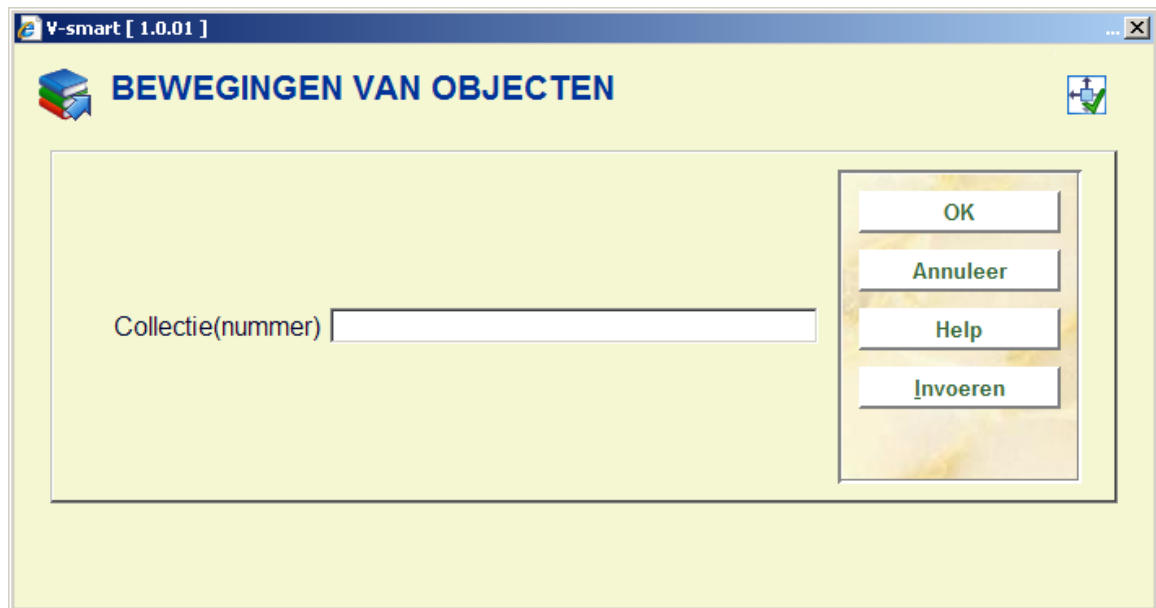 V-smart [ 1.0.01 ]
...
BEWEGINGEN VAN OBJECTEN
OK
Annuleer
Collectie(nummer)
Help
Invoeren